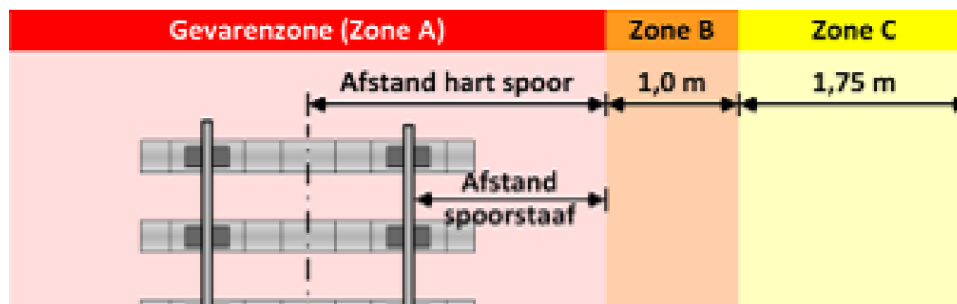 Gevarenzone (Zone A) Zone B Zone C
Afstand hart spoor 1,0 m 1,75 m
Afstand
spoorstaaf